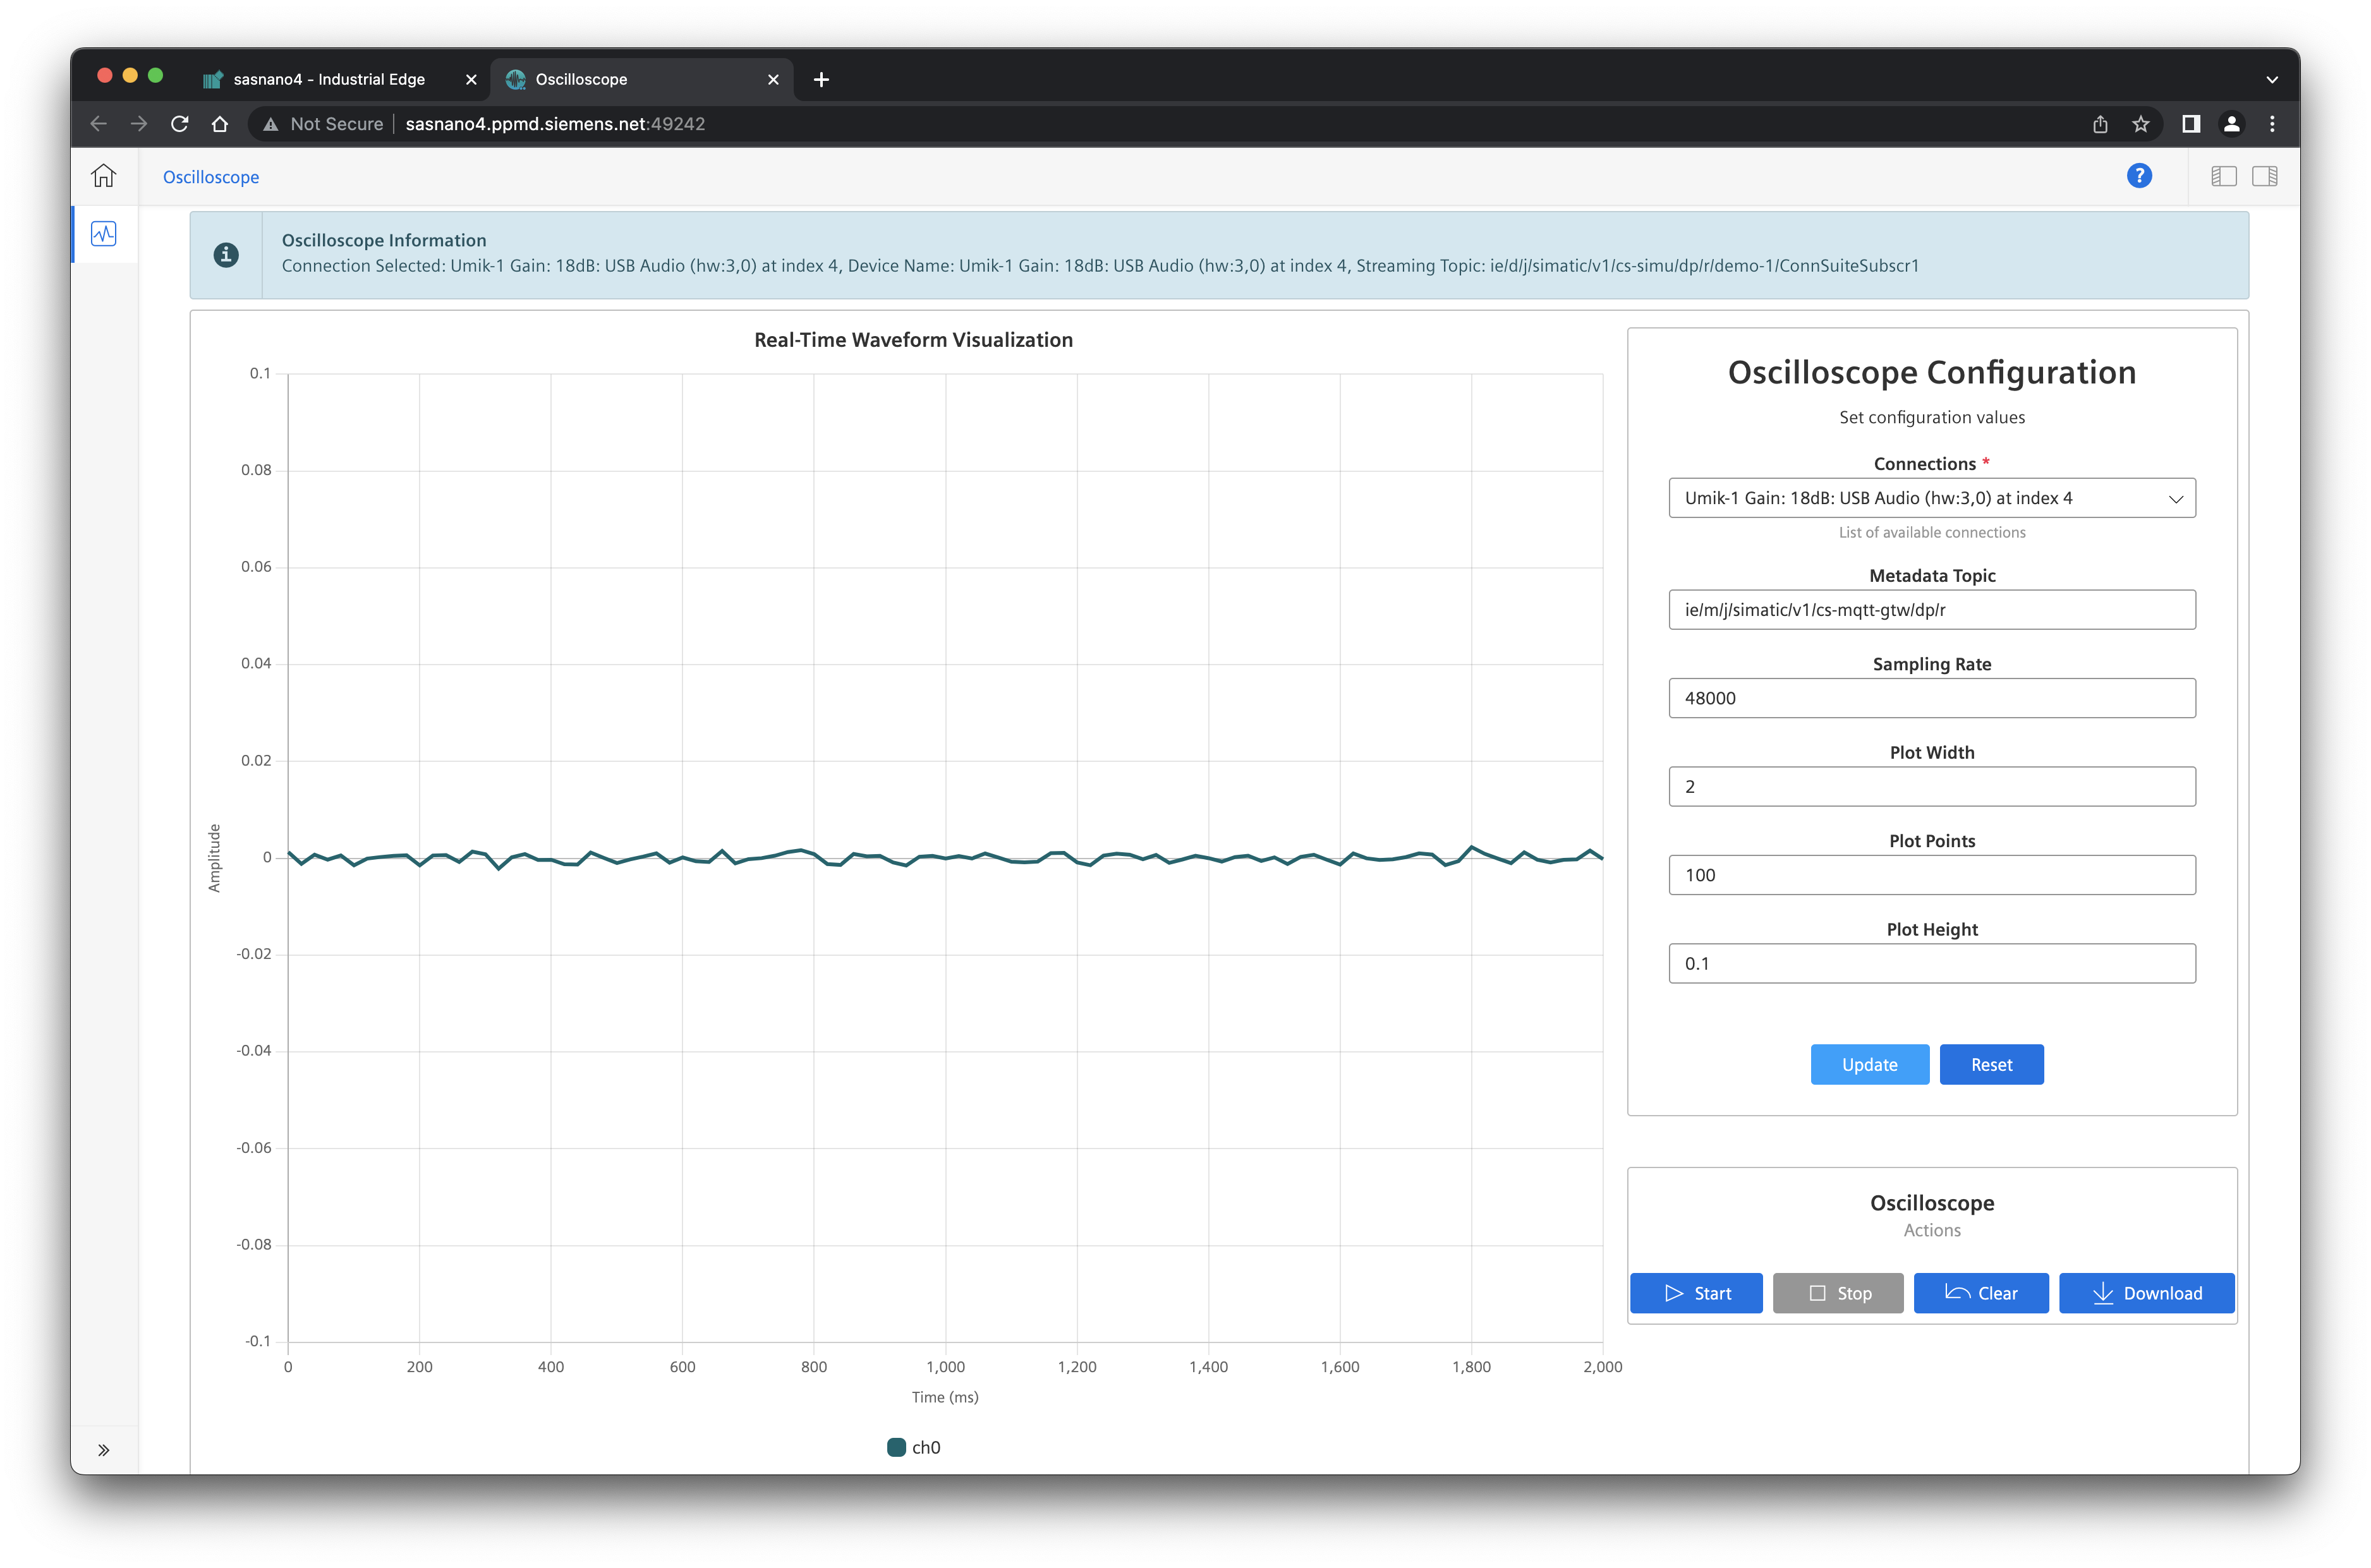 sasnano4 - Industrial Edge
Oscilloscope
Not Secure
sasnano4.ppmd.siemens.net:49242
Oscilloscope
?
Oscilloscope Information
Connection Selected: Umik-1 Gain: 18dB: USB Audio (hw:3,0) at index 4, Device Name: Umik-1 Gain: 18dB: USB Audio (hw:3,0) at index 4, Streaming Topic: ie/d/j/simatic/v1/cs-simu/dp/r/demo-1/ConnSuiteSubscr1
Real-Time Waveform Visualization
0.1
0.08
0.06
0.04
0.02
0
-0.02
-0.04
-0.06
-0.08
-0.1
Amplitude
0 200 400 600 800 1,000 1,200 1,400 1,600 1,800 2,000
Time (ms)
ch0
Oscilloscope Configuration
Set configuration values
Connections *
Umik-1 Gain: 18dB: USB Audio (hw:3,0) at index 4
List of available connections
Metadata Topic
ie/m/j/simatic/v1/cs-mqtt-gtw/dp/r
Sampling Rate
48000
Plot Width
2
Plot Points
100
Plot Height
0.1
Update Reset
Oscilloscope
Actions
Start Stop Clear Download